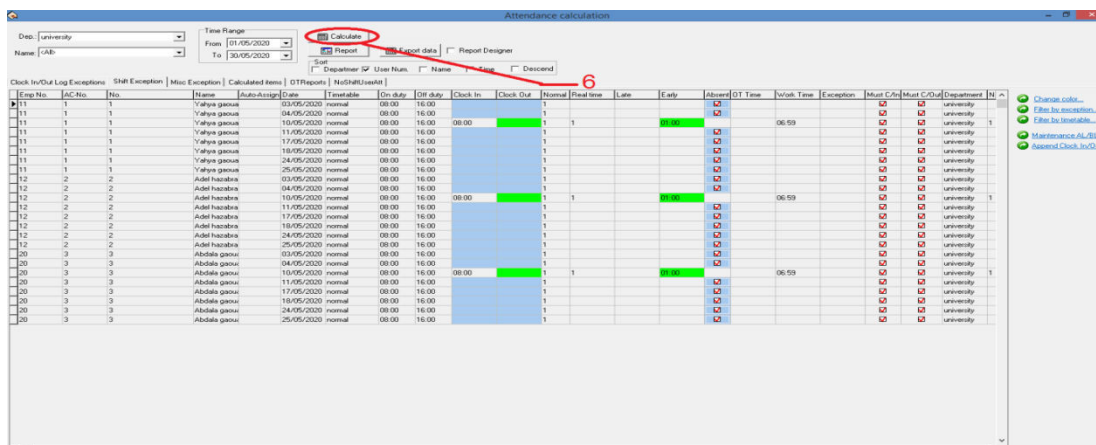 Attendance calculation
Dep.: university
Time Range
From 01/05/2020
To 30/05/2020
Calculate
Name: <All>
Report
Export data
Report Designer
Sort
Departmer User Num. Name Time Descend
6
Clock In/Out Log Exceptions Shift Exception Misc Exception Calculated items OTReports NoShiftUserAtt
Emp No. AC-No. No. Name Auto-Assign Date Timetable On duty Off duty Clock In Clock Out Normal Real time Late Early Absent OT Time Work Time Exception Must C/In Must C/Out Department N
11 1 1 Yahya gaoua 03/05/2020 normal 08:00 16:00 1 university
11 1 1 Yahya gaoua 04/05/2020 normal 08:00 16:00 1 university
11 1 1 Yahya gaoua 10/05/2020 normal 08:00 16:00 08:00 1 1 01:00 06:59 university 1
11 1 1 Yahya gaoua 11/05/2020 normal 08:00 16:00 1 university
11 1 1 Yahya gaoua 17/05/2020 normal 08:00 16:00 1 university
11 1 1 Yahya gaoua 18/05/2020 normal 08:00 16:00 1 university
11 1 1 Yahya gaoua 24/05/2020 normal 08:00 16:00 1 university
11 1 1 Yahya gaoua 25/05/2020 normal 08:00 16:00 1 university
12 2 2 Adel hazabra 03/05/2020 normal 08:00 16:00 1 university
12 2 2 Adel hazabra 04/05/2020 normal 08:00 16:00 1 university
12 2 2 Adel hazabra 10/05/2020 normal 08:00 16:00 08:00 1 1 01:00 06:59 university 1
12 2 2 Adel hazabra 11/05/2020 normal 08:00 16:00 1 university
12 2 2 Adel hazabra 17/05/2020 normal 08:00 16:00 1 university
12 2 2 Adel hazabra 18/05/2020 normal 08:00 16:00 1 university
12 2 2 Adel hazabra 24/05/2020 normal 08:00 16:00 1 university
12 2 2 Adel hazabra 25/05/2020 normal 08:00 16:00 1 university
20 3 3 Abdala gaou 03/05/2020 normal 08:00 16:00 1 university
20 3 3 Abdala gaou 04/05/2020 normal 08:00 16:00 1 university
20 3 3 Abdala gaou 10/05/2020 normal 08:00 16:00 08:00 1 1 01:00 06:59 university 1
20 3 3 Abdala gaou 11/05/2020 normal 08:00 16:00 1 university
20 3 3 Abdala gaou 17/05/2020 normal 08:00 16:00 1 university
20 3 3 Abdala gaou 18/05/2020 normal 08:00 16:00 1 university
20 3 3 Abdala gaou 24/05/2020 normal 08:00 16:00 1 university
20 3 3 Abdala gaou 25/05/2020 normal 08:00 16:00 1 university
Change color...
Filter by exception...
Filter by timetable...
Maintenance AL/BL
Append Clock In/O